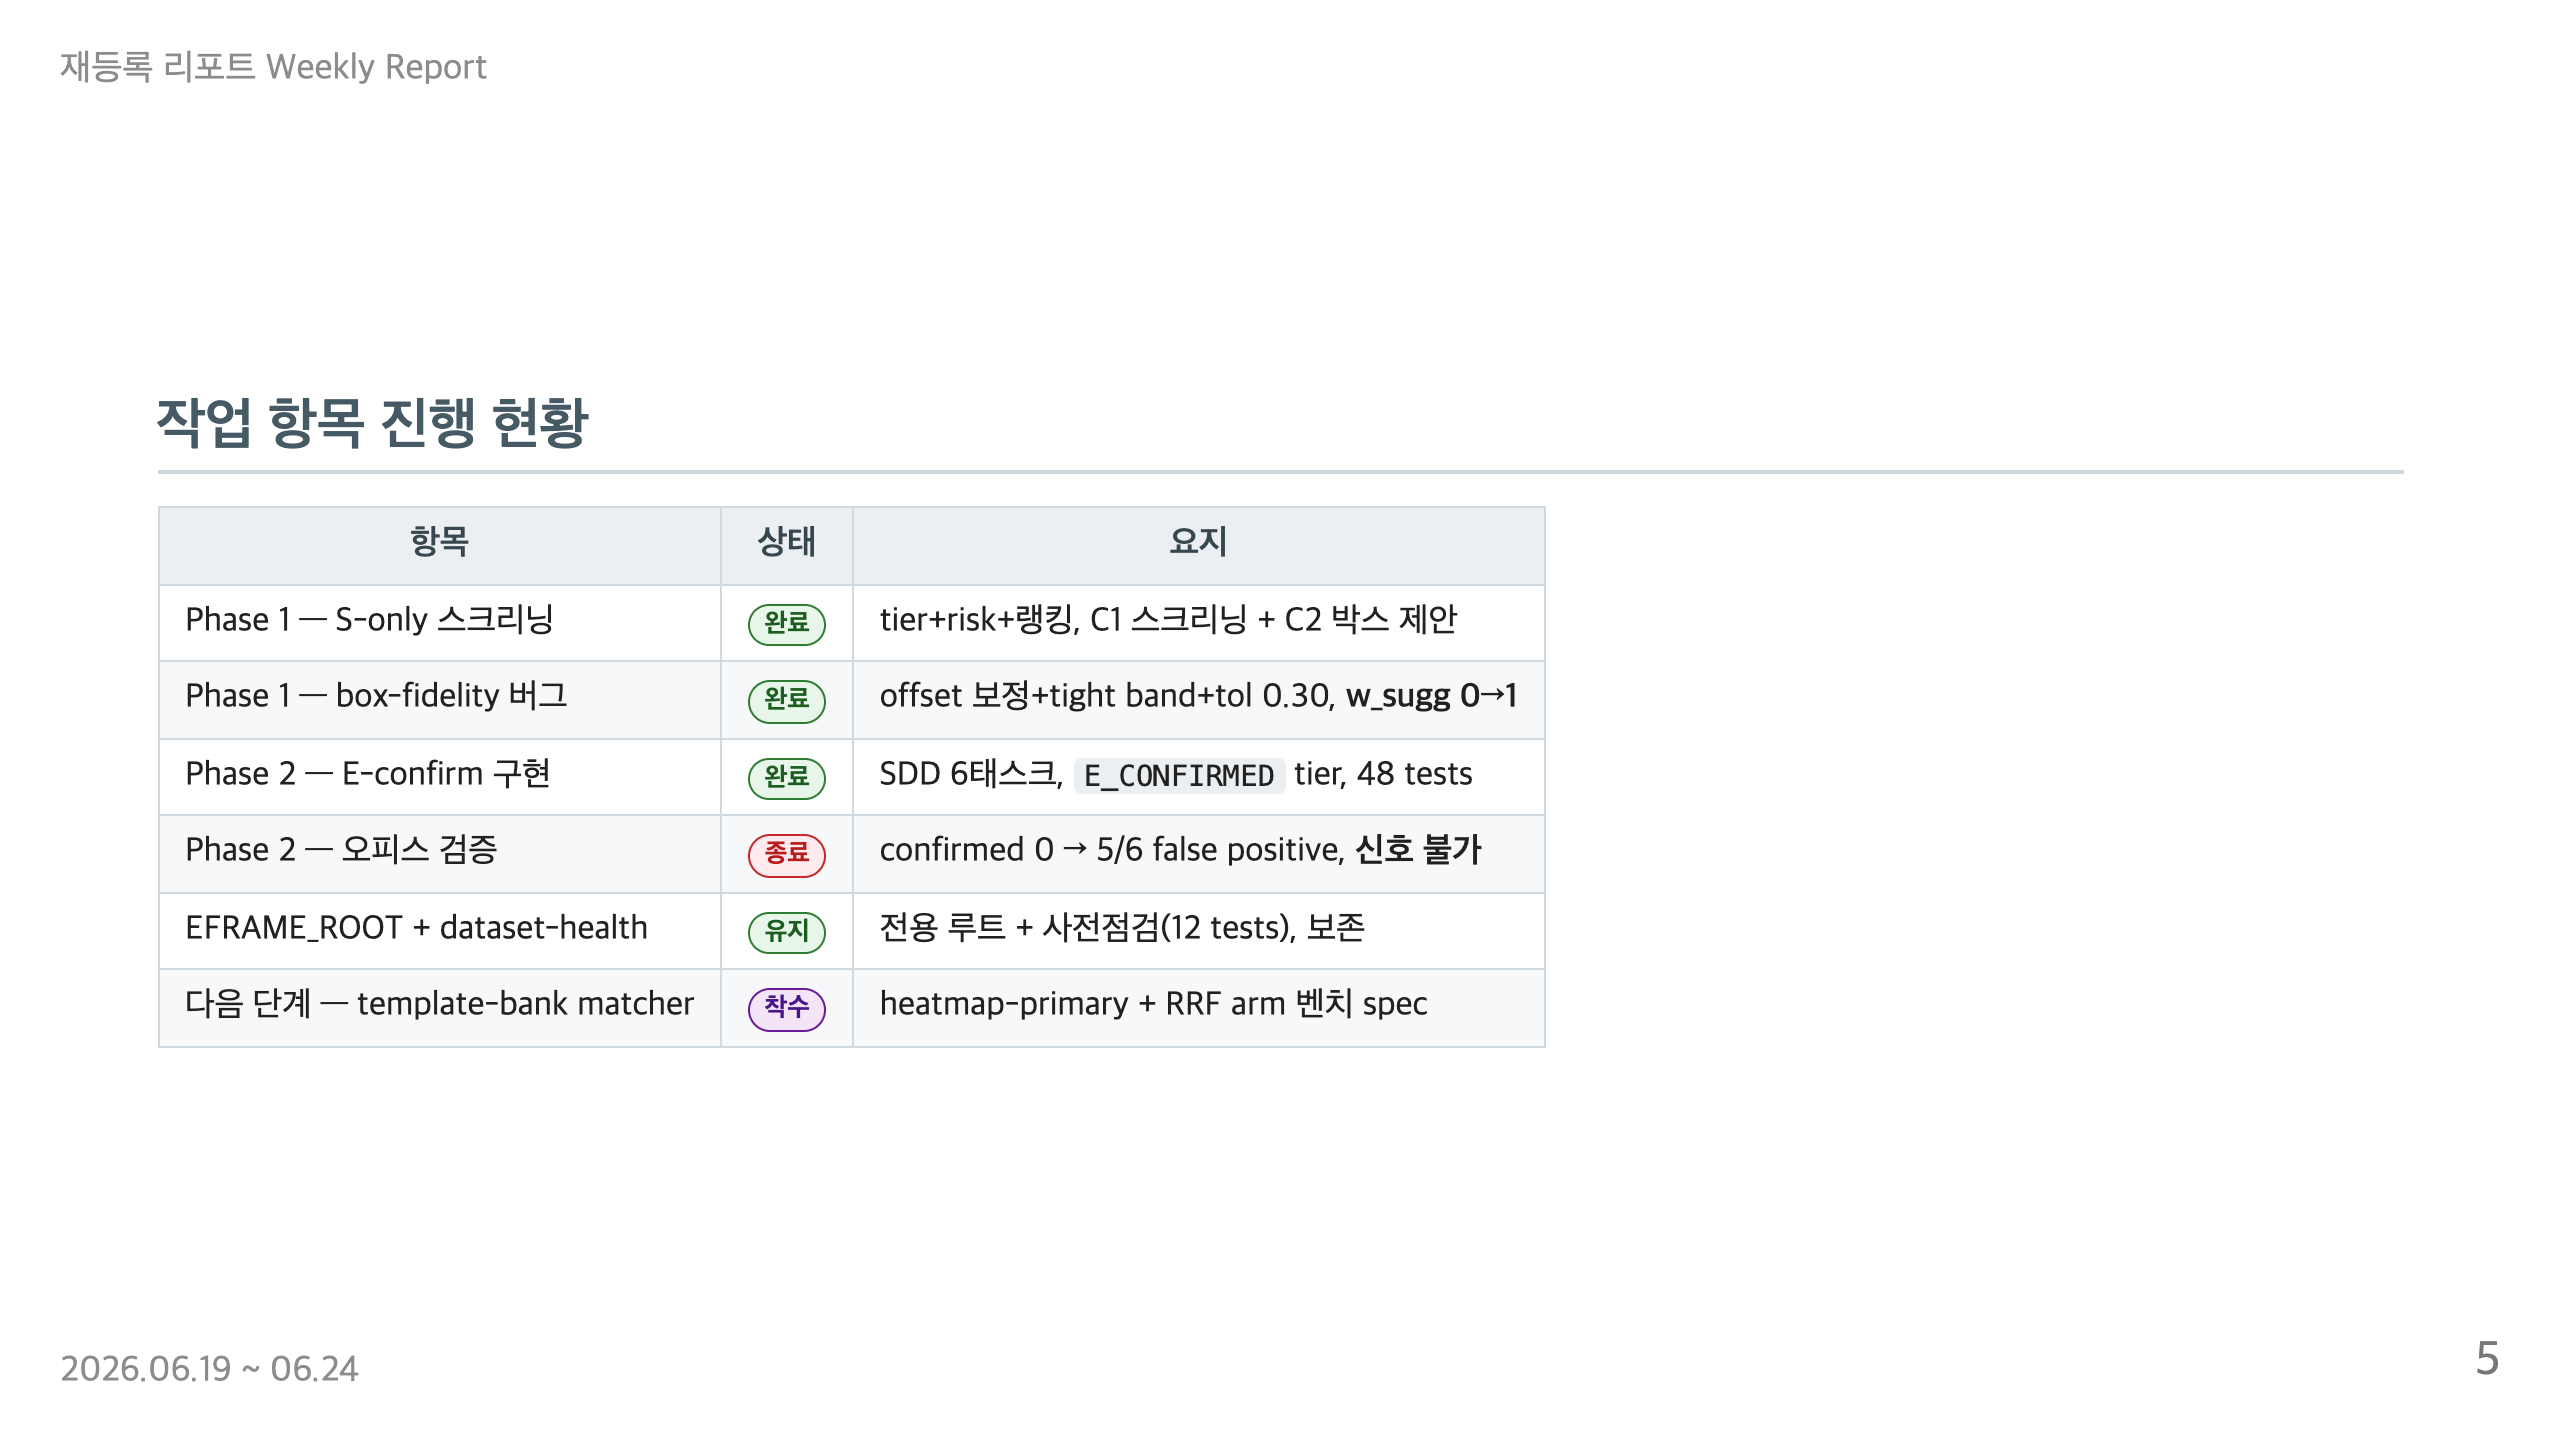 재등록 리포트 Weekly Report
작업 항목 진행 현황
항목 상태 요지
Phase 1 — S-only 스크리닝 완료 tier+risk+랭킹, C1 스크리닝 + C2 박스 제안
Phase 1 — box-fidelity 버그 완료 offset 보정+tight band+tol 0.30, w_sugg 0→1
Phase 2 — E-confirm 구현 완료 SDD 6태스크, E_CONFIRMED tier, 48 tests
Phase 2 — 오피스 검증 종료 confirmed 0 → 5/6 false positive, 신호 불가
EFRAME_ROOT + dataset-health 유지 전용 루트 + 사전점검(12 tests), 보존
다음 단계 — template-bank matcher 착수 heatmap-primary + RRF arm 벤치 spec
2026.06.19 ~ 06.24
5